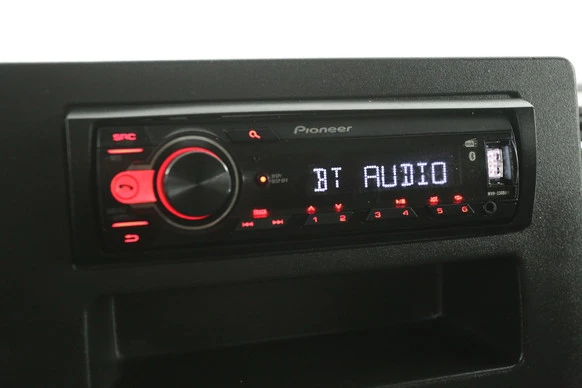 SRC
Pioneer
BT AUDIO
1 2 3 4 5 6